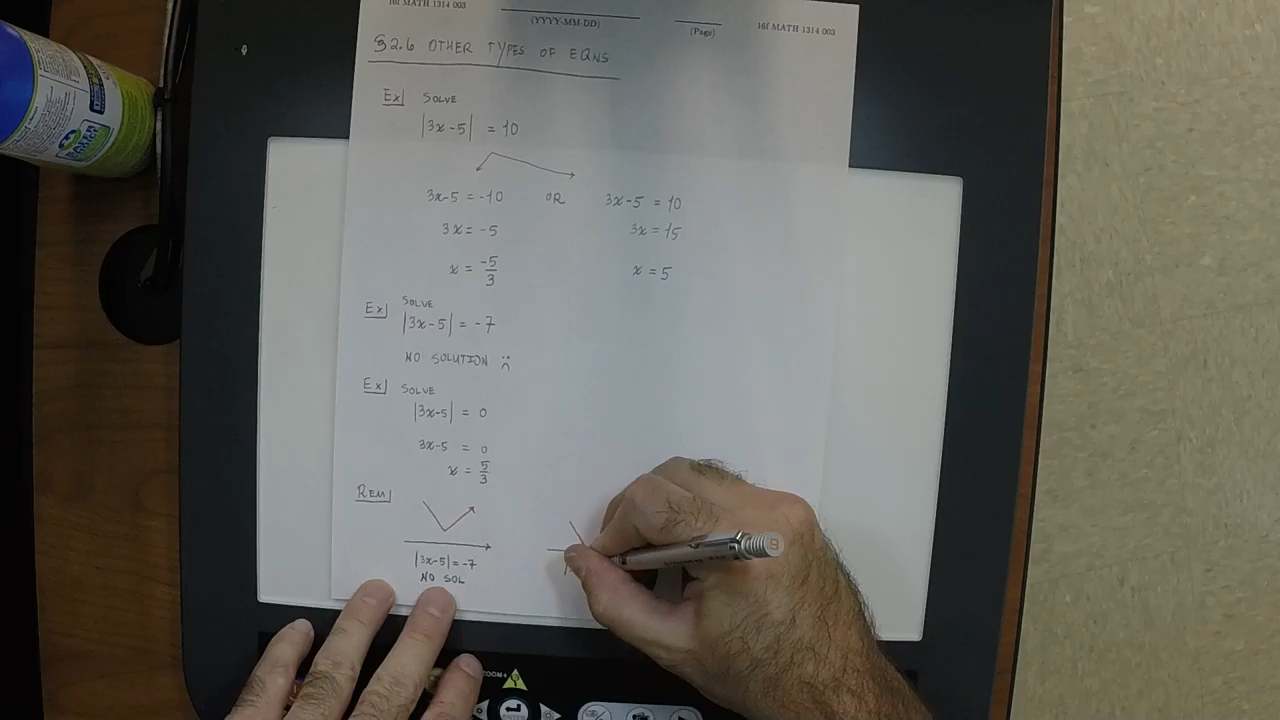 16f MATH 1314 003
(YYYY-MM-DD)
(Page)
16f MATH 1314 003
§2.6 OTHER TYPES OF EQNS
Ex| SOLVE
|3x-5| = 10
3x-5 = -10 OR 3x-5 = 10
3x = -5 3x = 15
x = -5/3 x = 5
Ex| SOLVE
|3x-5| = -7
NO SOLUTION :(
Ex| SOLVE
|3x-5| = 0
3x-5 = 0
x = 5/3
REM|
|3x-5| = -7
NO SOL
ZOOM+
ENTER